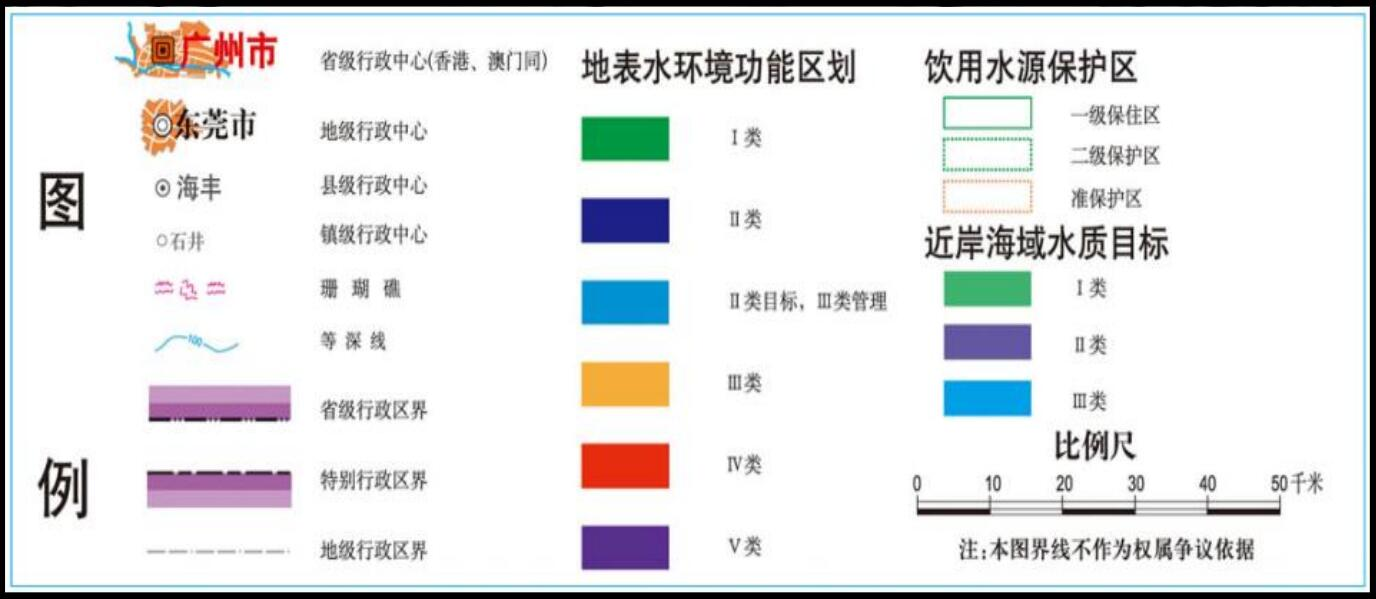 图例
广州市 省级行政中心(香港、澳门同)
东莞市 地级行政中心
海丰 县级行政中心
石井 镇级行政中心
珊瑚礁
100 等深线
省级行政区界
特别行政区界
地级行政区界
地表水环境功能区划
Ⅰ类
Ⅱ类
Ⅱ类目标，Ⅲ类管理
Ⅲ类
Ⅳ类
Ⅴ类
饮用水源保护区
一级保住区
二级保护区
准保护区
近岸海域水质目标
Ⅰ类
Ⅱ类
Ⅲ类
比例尺
0 10 20 30 40 50千米
注:本图界线不作为权属争议依据